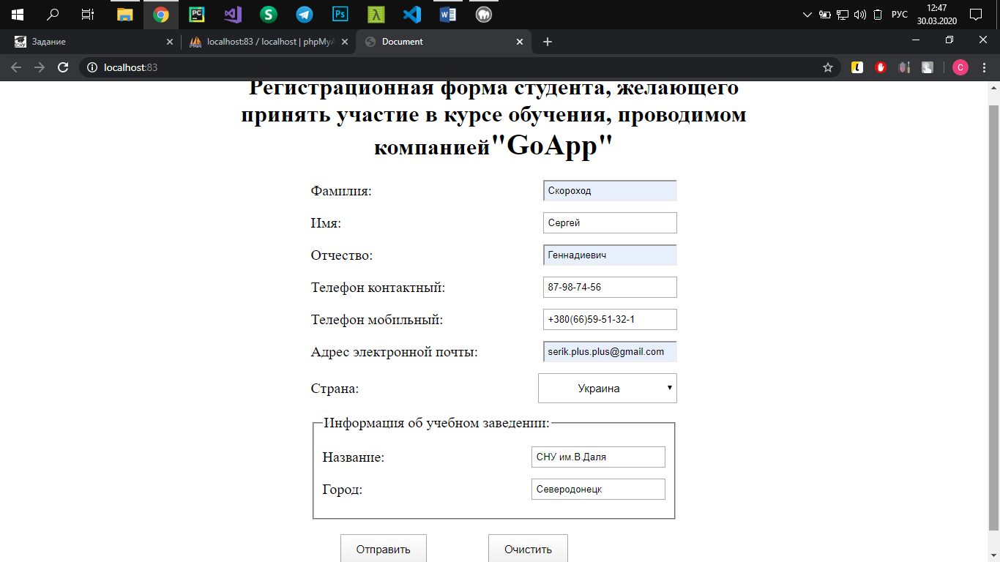 РУС
12:47
30.03.2020
Задание
localhost:83 / localhost | phpMyA
Document
localhost:83
Регистрационная форма студента, желающего
принять участие в курсе обучения, проводимом
компанией"GoApp"
Фамилия: Скороход
Имя: Сергей
Отчество: Геннадиевич
Телефон контактный: 87-98-74-56
Телефон мобильный: +380(66)59-51-32-1
Адрес электронной почты: serik.plus.plus@gmail.com
Страна: Украина
Информация об учебном заведении:
Название: СНУ им.В.Даля
Город: Северодонецк
Отправить Очистить